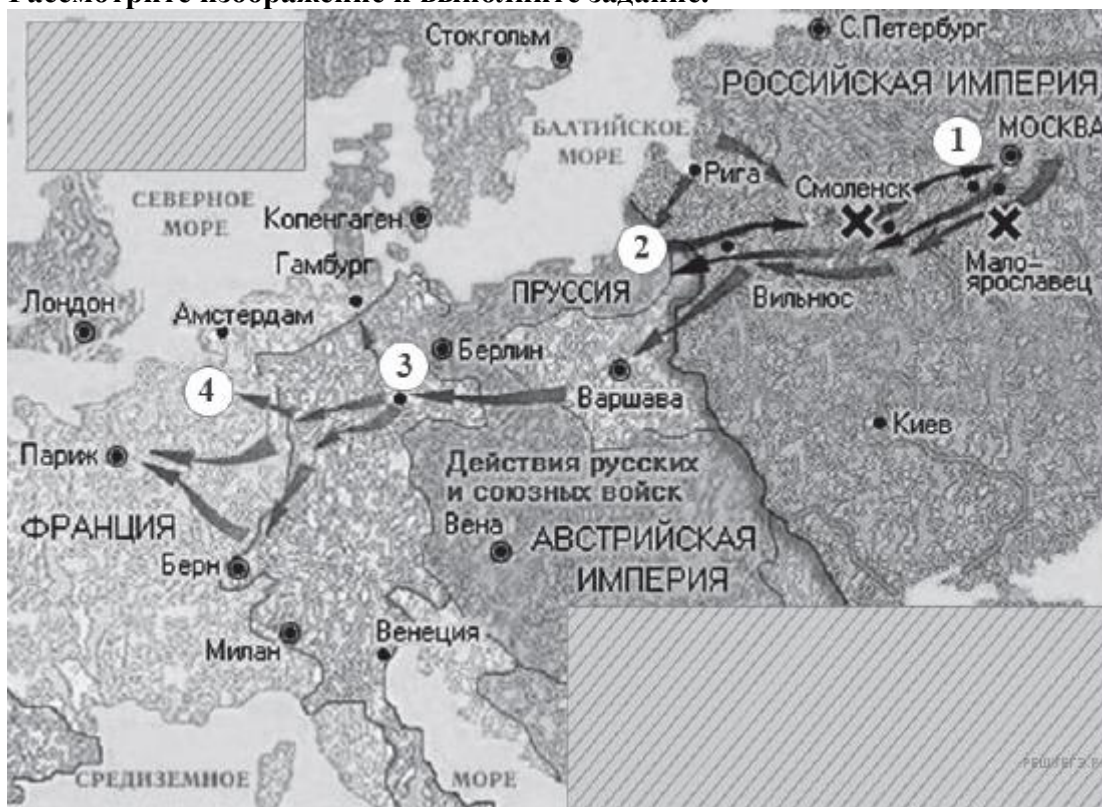 Рассмотрите изображение и выполните задание.
Стокгольм
С.Петербург
РОССИЙСКАЯ ИМПЕРИЯ
БАЛТИЙСКОЕ
МОРЕ
1
МОСКВА
Рига
Смоленск
СЕВЕРНОЕ
МОРЕ
Копенгаген
2
Гамбург
ПРУССИЯ
Вильнюс
Мало-
ярославец
Лондон
Амстердам
Берлин
3
4
Варшава
Киев
Париж
Действия русских
и союзных войск
ФРАНЦИЯ
Вена
АВСТРИЙСКАЯ
ИМПЕРИЯ
Берн
Милан
Венеция
СРЕДИЗЕМНОЕ
МОРЕ